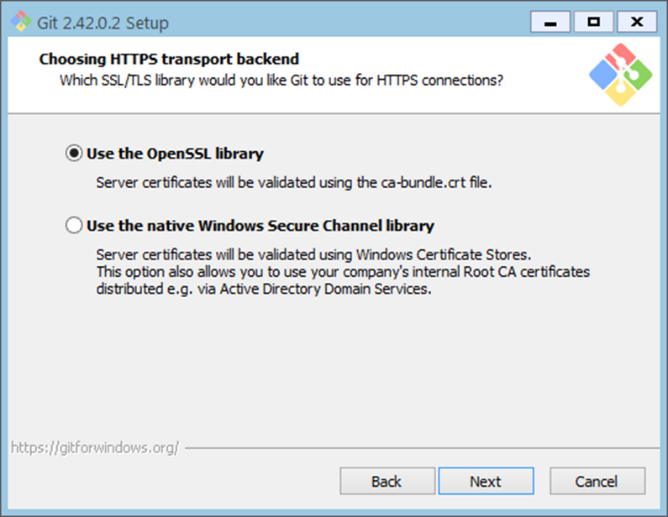 Git 2.42.0.2 Setup
Choosing HTTPS transport backend
Which SSL/TLS library would you like Git to use for HTTPS connections?
Use the OpenSSL library
Server certificates will be validated using the ca-bundle.crt file.
Use the native Windows Secure Channel library
Server certificates will be validated using Windows Certificate Stores.
This option also allows you to use your company's internal Root CA certificates
distributed e.g. via Active Directory Domain Services.
https://gitforwindows.org/
Back Next Cancel